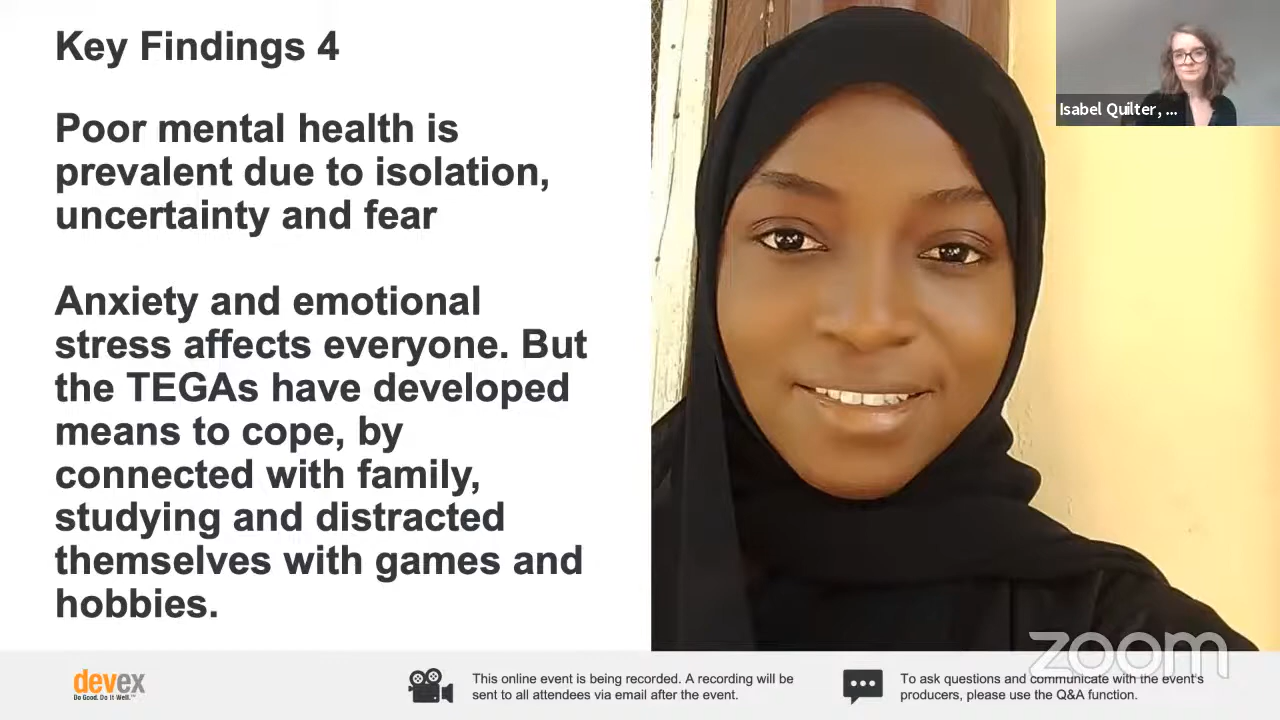 Key Findings 4
Poor mental health is
prevalent due to isolation,
uncertainty and fear
Anxiety and emotional
stress affects everyone. But
the TEGAs have developed
means to cope, by
connected with family,
studying and distracted
themselves with games and
hobbies.
Isabel Quilter, ...
zoom
devex
Do Good. Do It Well.™
This online event is being recorded. A recording will be
sent to all attendees via email after the event.
To ask questions and communicate with the event's
producers, please use the Q&A function.